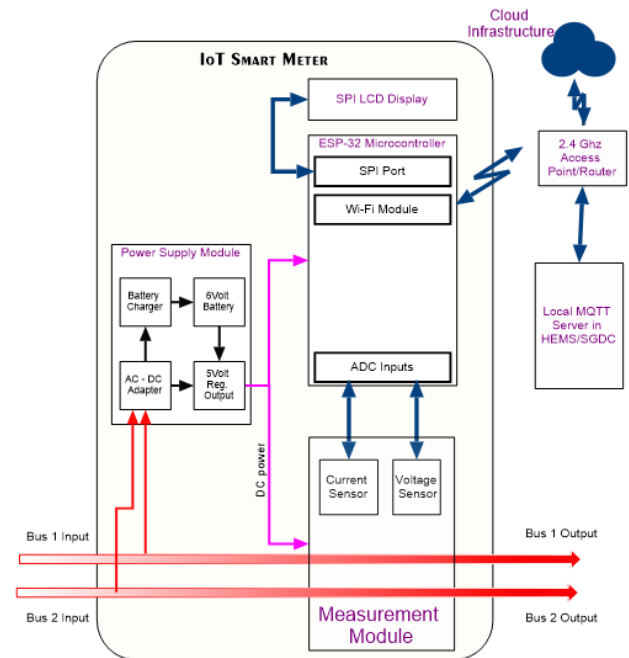 Cloud
Infrastructure
IoT Smart Meter
SPI LCD Display
ESP-32 Microcontroller
SPI Port
Wi-Fi Module
2.4 Ghz
Access
Point/Router
Power Supply Module
Battery
Charger
6Volt
Battery
AC - DC
Adapter
5Volt
Reg.
Output
Local MQTT
Server in
HEMS/SGDC
ADC Inputs
DC power
Current
Sensor
Voltage
Sensor
Bus 1 Input
Bus 1 Output
Bus 2 Input
Bus 2 Output
Measurement
Module